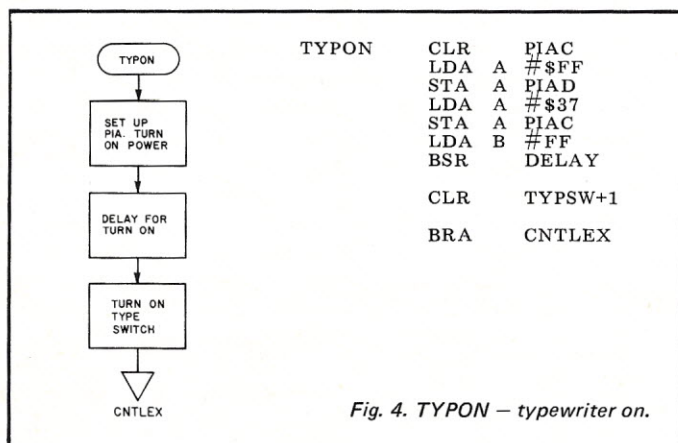 TYPON
SET UP
PIA. TURN
ON POWER
DELAY FOR
TURN ON
TURN ON
TYPE
SWITCH
CNTLEX
TYPON CLR PIAC
LDA A #$FF
STA A PIAD
LDA A #$37
STA A PIAC
LDA B #FF
BSR DELAY
CLR TYPSW+1
BRA CNTLEX
Fig. 4. TYPON — typewriter on.